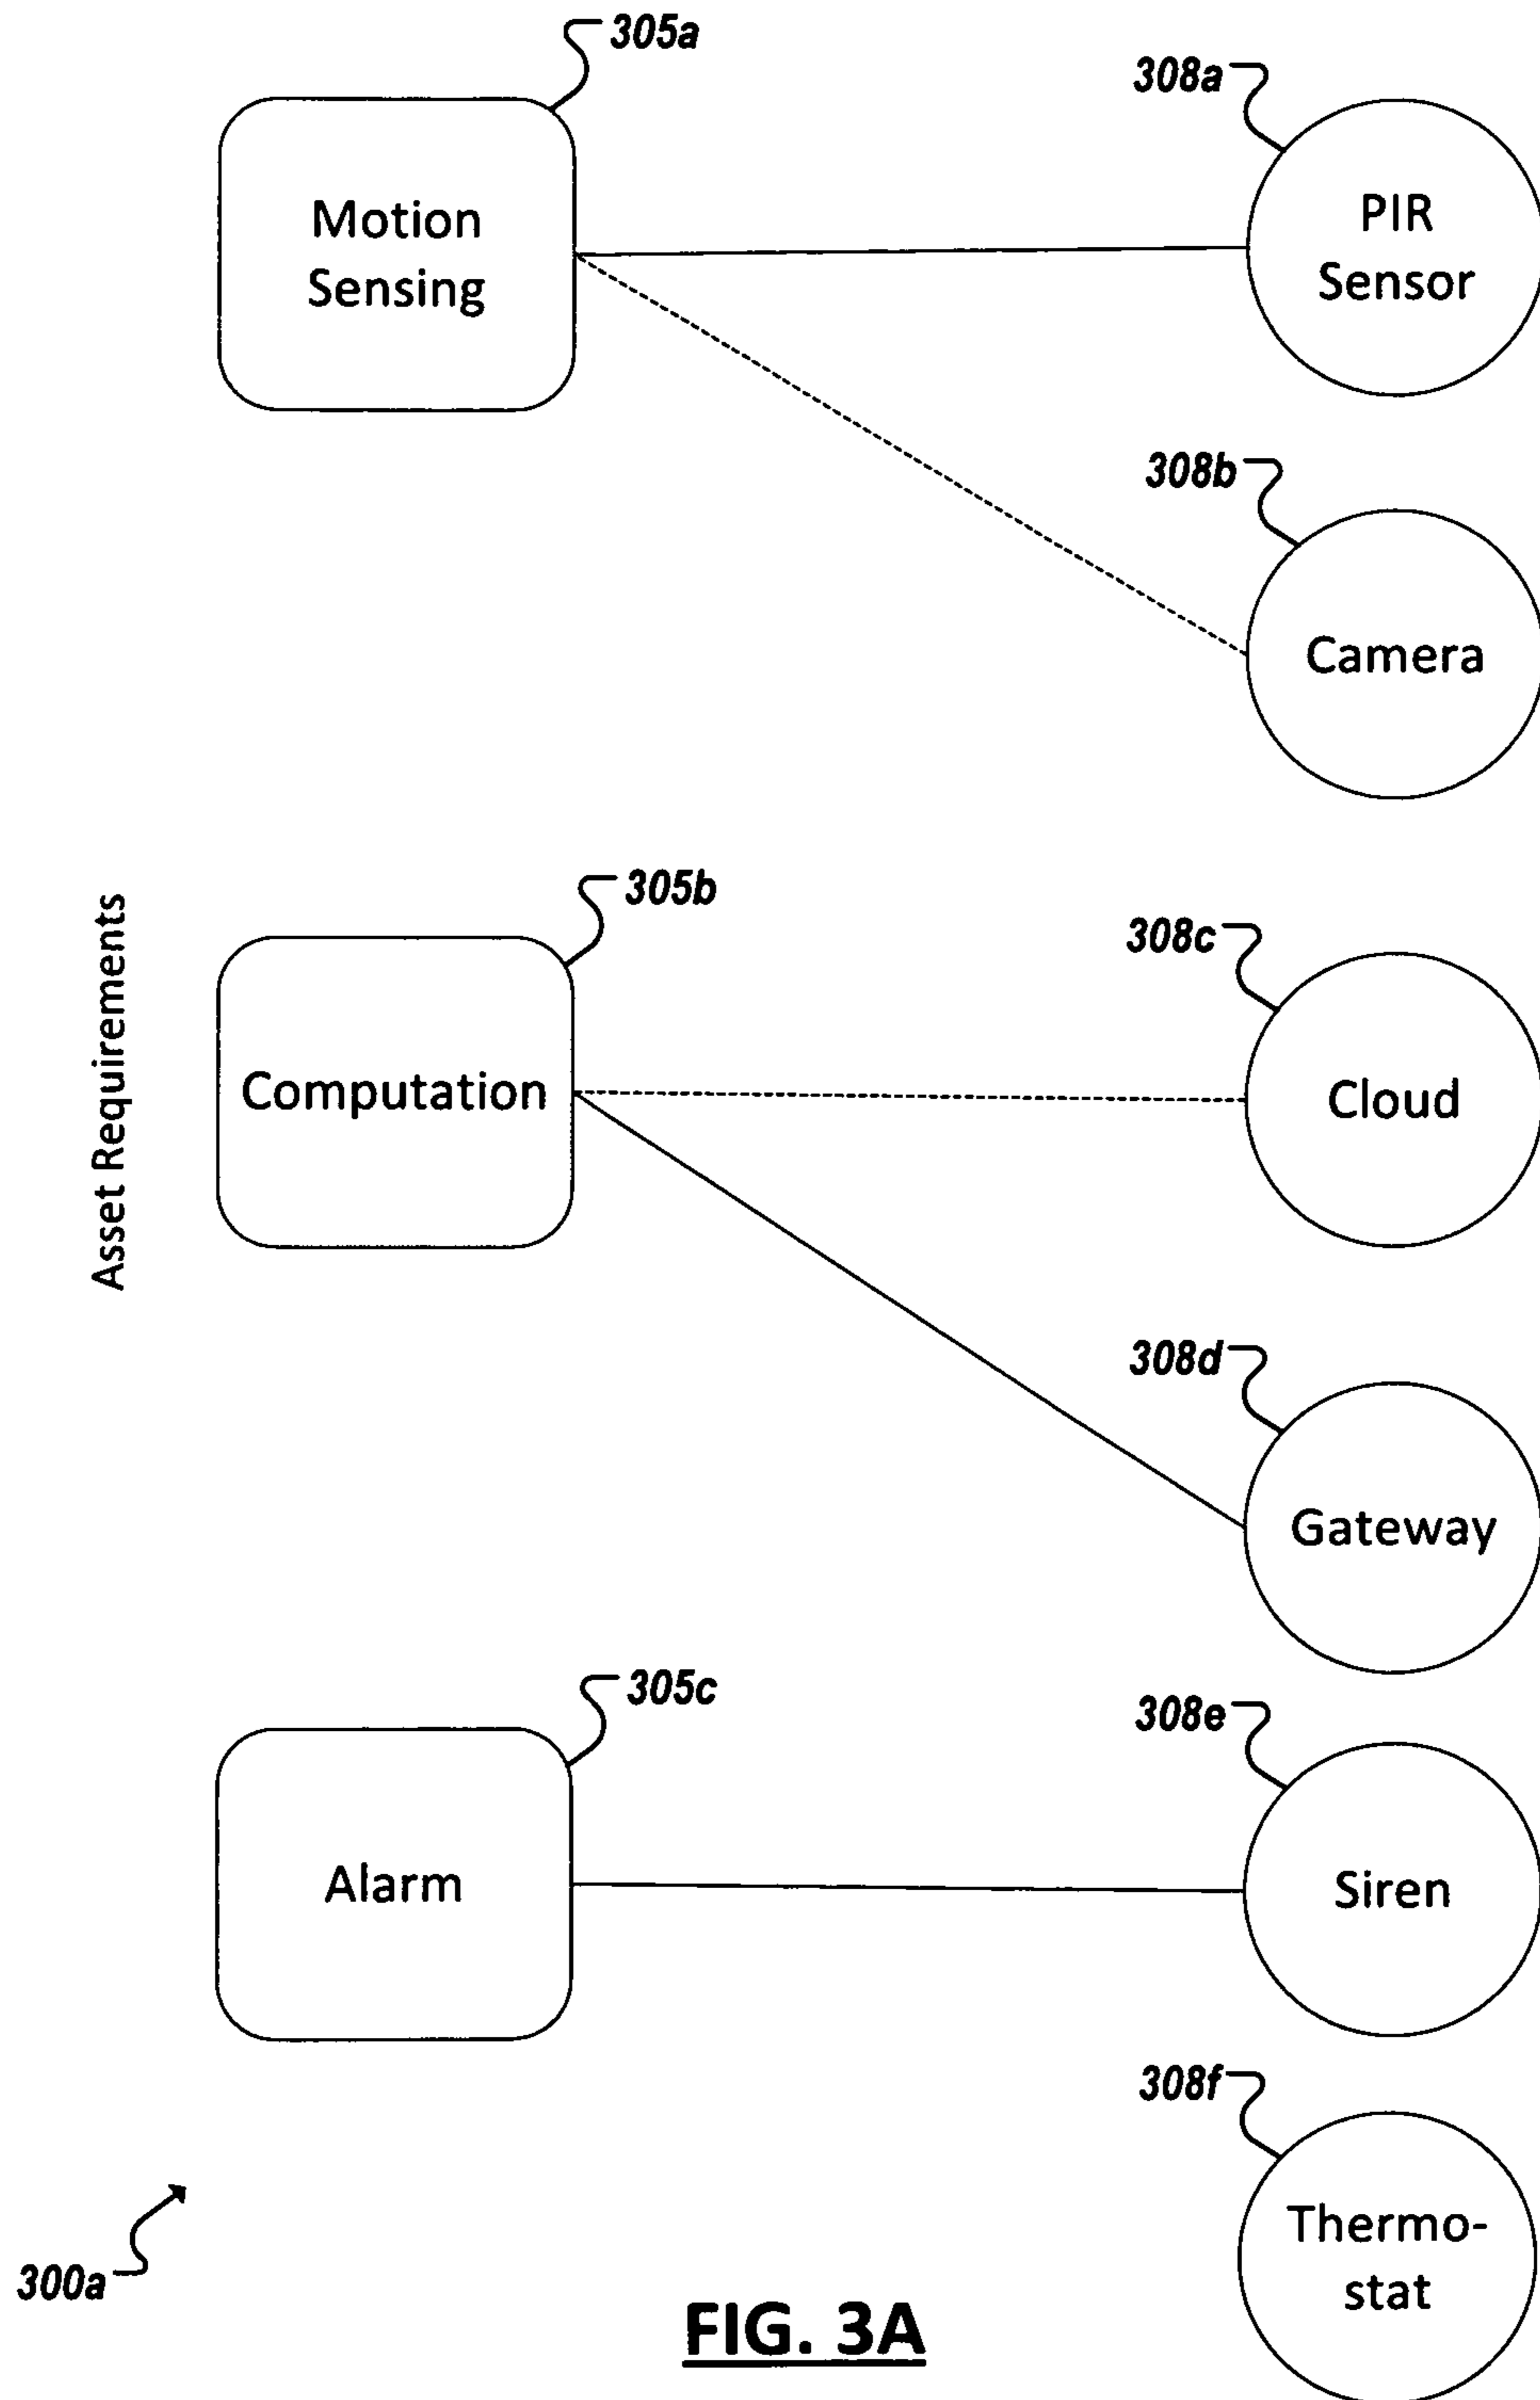 305a
308a
Motion
Sensing
PIR
Sensor
308b
Camera
Asset Requirements
305b
308c
Computation
Cloud
308d
Gateway
305c
308e
Alarm
Siren
308f
Thermo-
stat
300a
FIG. 3A